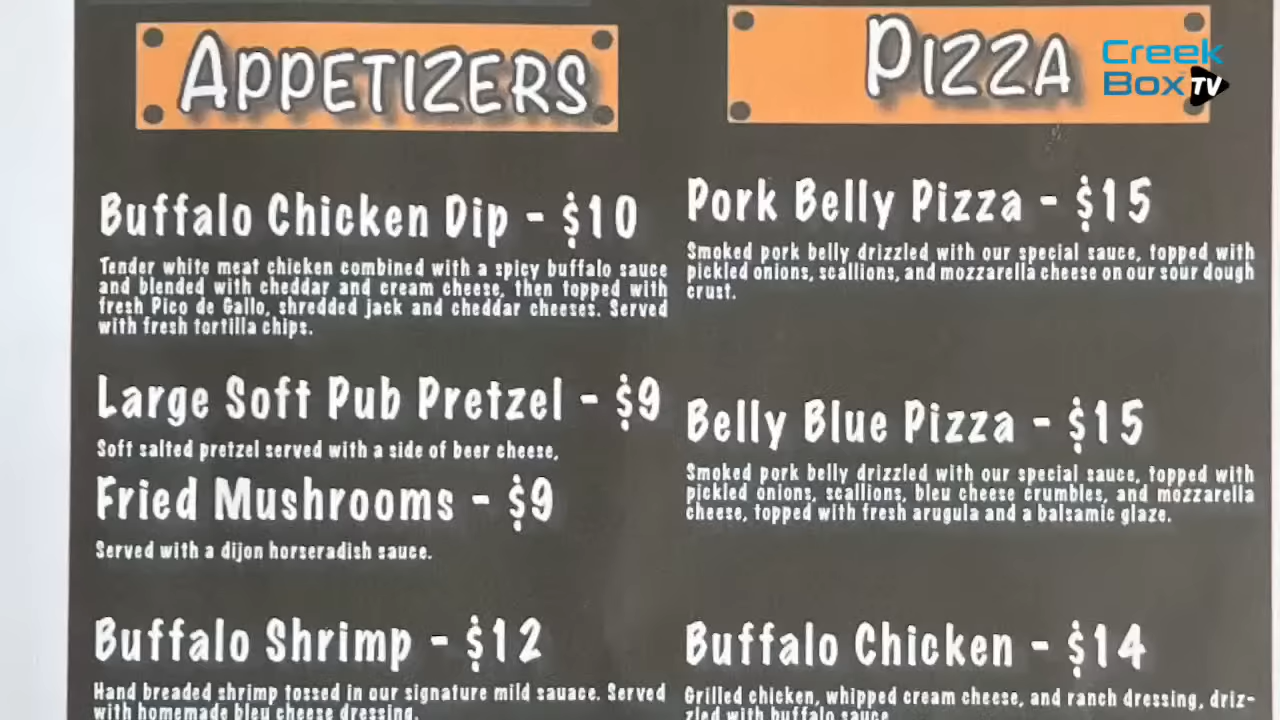 APPETIZERS
Buffalo Chicken Dip - $10
Tender white meat chicken combined with a spicy buffalo sauce
and blended with cheddar and cream cheese, then topped with
fresh Pico de Gallo, shredded jack and cheddar cheeses. Served
with fresh tortilla chips.
Large Soft Pub Pretzel - $9
Soft salted pretzel served with a side of beer cheese,
Fried Mushrooms - $9
Served with a dijon horseradish sauce.
Buffalo Shrimp - $12
Hand breaded shrimp tossed in our signature mild sauace. Served
with homemade bleu cheese dressing.
PIZZA
Creek
Box TV
Pork Belly Pizza - $15
Smoked pork belly drizzled with our special sauce, topped with
pickled onions, scallions, and mozzarella cheese on our sour dough
crust.
Belly Blue Pizza - $15
Smoked pork belly drizzled with our special sauce, topped with
pickled onions, scallions, bleu cheese crumbles, and mozzarella
cheese, topped with fresh arugula and a balsamic glaze.
Buffalo Chicken - $14
Grilled chicken, whipped cream cheese, and ranch dressing, driz-
zled with buffalo sauce